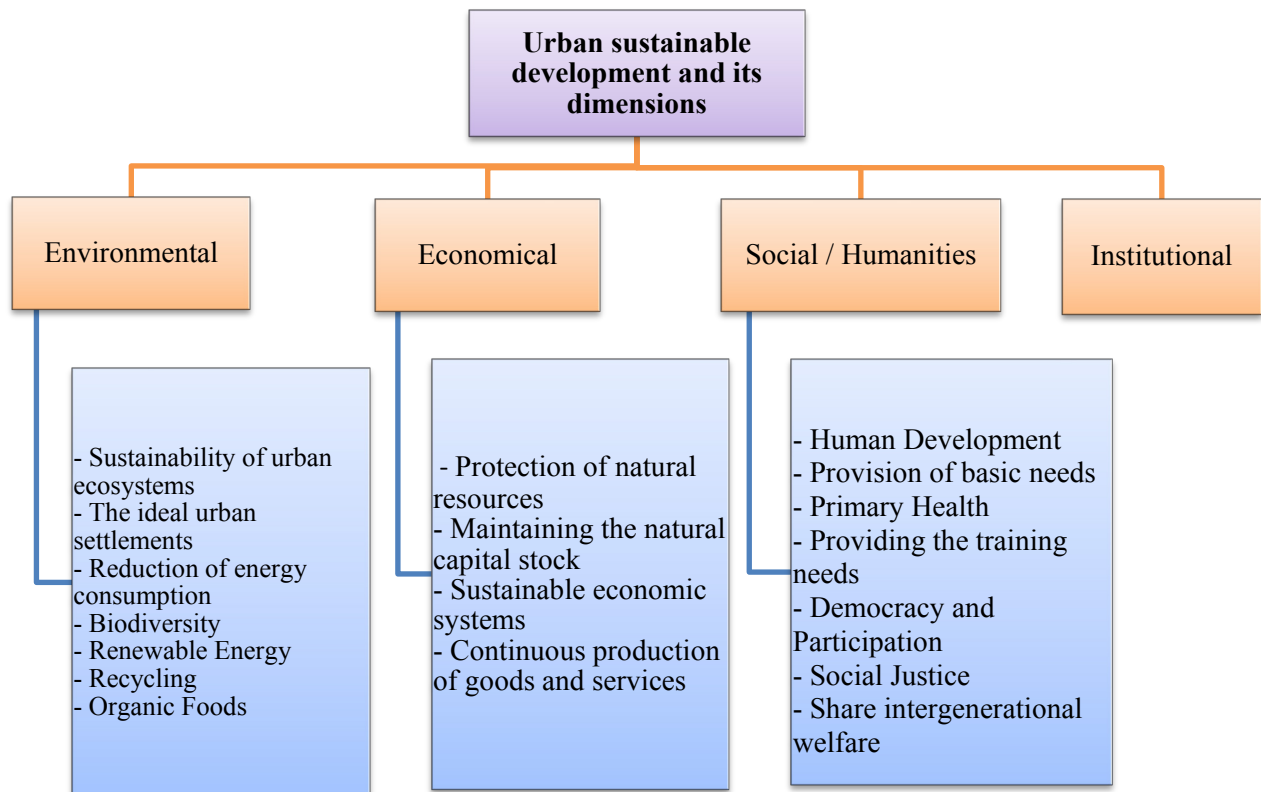 Urban sustainable
development and its
dimensions
Environmental
Economical
Social / Humanities
Institutional
- Sustainability of urban
ecosystems
- The ideal urban
settlements
- Reduction of energy
consumption
- Biodiversity
- Renewable Energy
- Recycling
- Organic Foods
- Protection of natural
resources
- Maintaining the natural
capital stock
- Sustainable economic
systems
- Continuous production
of goods and services
- Human Development
- Provision of basic needs
- Primary Health
- Providing the training
needs
- Democracy and
Participation
- Social Justice
- Share intergenerational
welfare